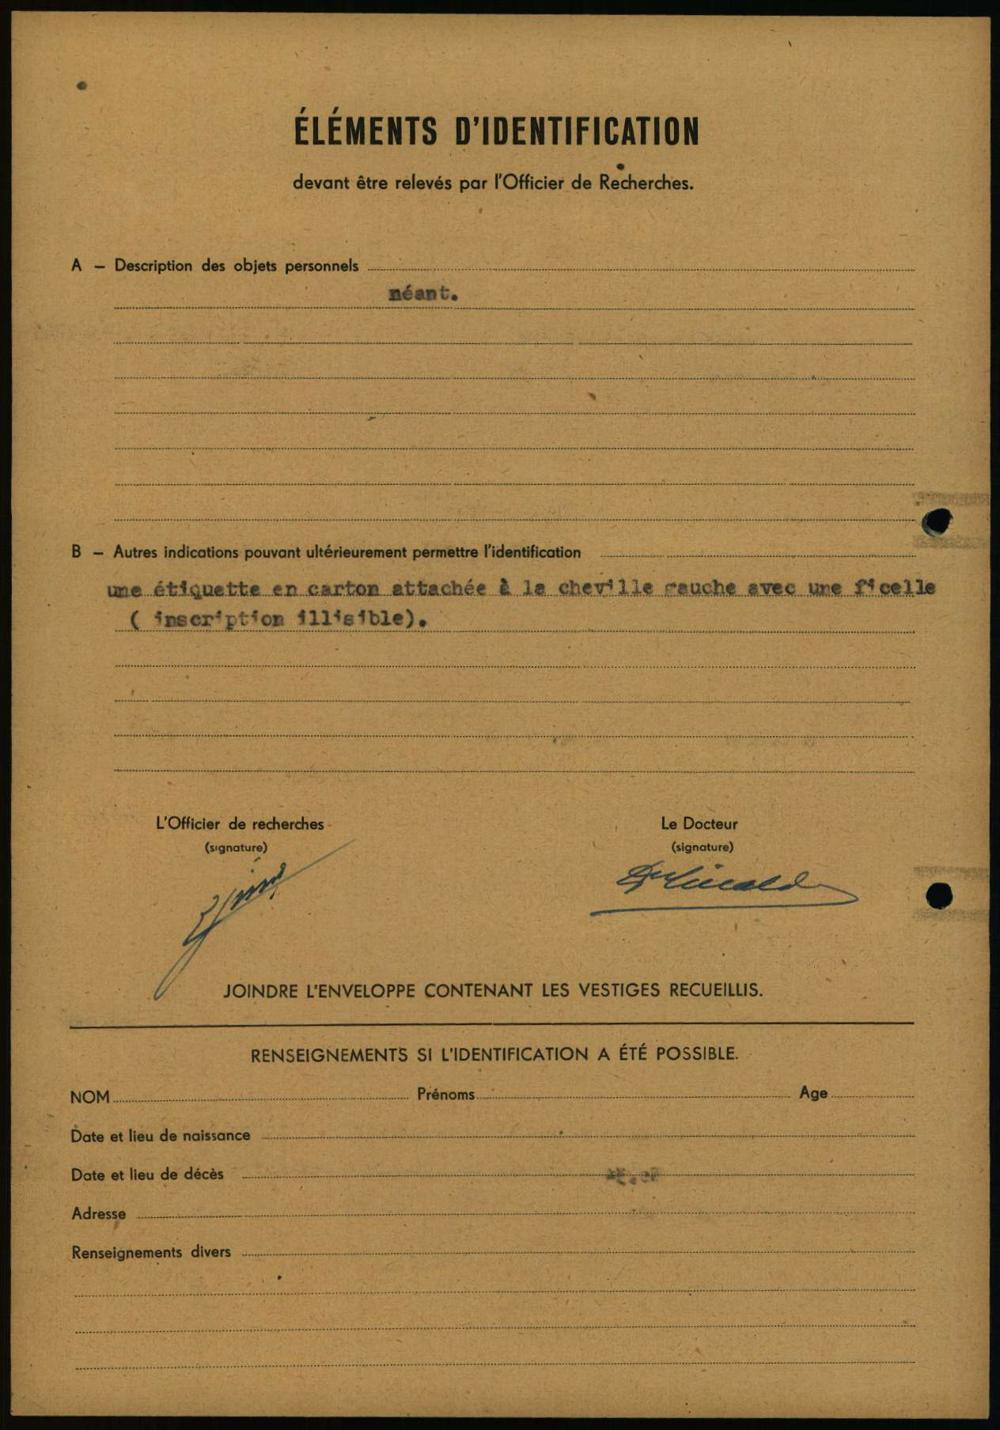 ÉLÉMENTS D'IDENTIFICATION
devant être relevés par l'Officier de Recherches.
A – Description des objets personnels
néant.
B – Autres indications pouvant ultérieurement permettre l'identification
une étiquette en carton attachée à la cheville gauche avec une ficelle
( inscription illisible).
L'Officier de recherches Le Docteur
(signature) (signature)
JOINDRE L'ENVELOPPE CONTENANT LES VESTIGES RECUEILLIS.
RENSEIGNEMENTS SI L'IDENTIFICATION A ÉTÉ POSSIBLE.
NOM Prénoms Age
Date et lieu de naissance
Date et lieu de décès
Adresse
Renseignements divers